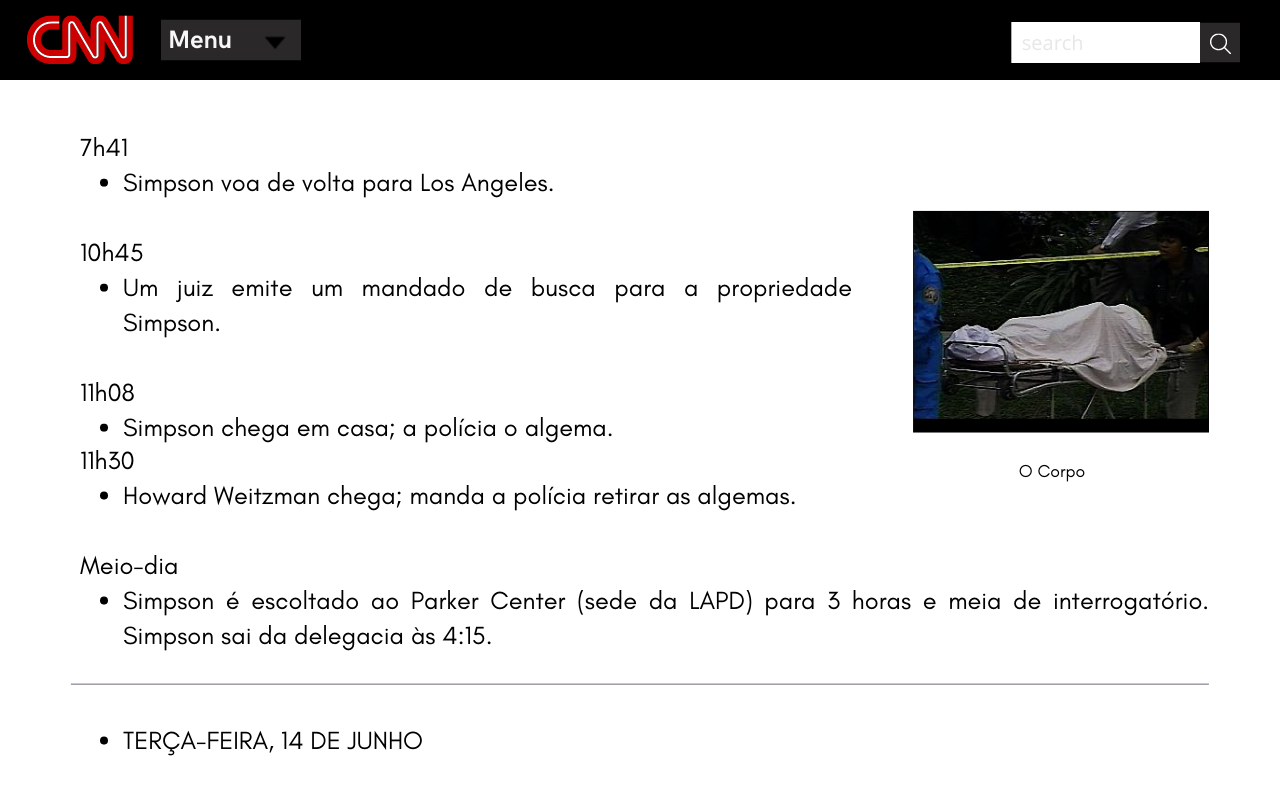 CNN
Menu
search
7h41
• Simpson voa de volta para Los Angeles.
10h45
• Um juiz emite um mandado de busca para a propriedade
Simpson.
11h08
• Simpson chega em casa; a polícia o algema.
11h30
• Howard Weitzman chega; manda a polícia retirar as algemas.
O Corpo
Meio-dia
• Simpson é escoltado ao Parker Center (sede da LAPD) para 3 horas e meia de interrogatório.
Simpson sai da delegacia às 4:15.
• TERÇA-FEIRA, 14 DE JUNHO